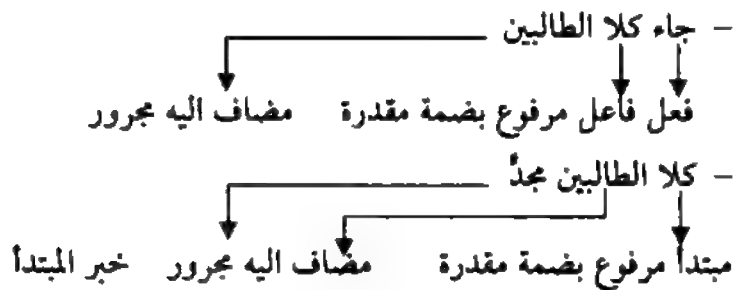 – جاء كلا الطالبين
فعل فاعل مرفوع بضمة مقدرة مضاف اليه مجرور
– كلا الطالبين مجدٌ
مبتدأ مرفوع بضمة مقدرة مضاف اليه مجرور خبر المبتدأ